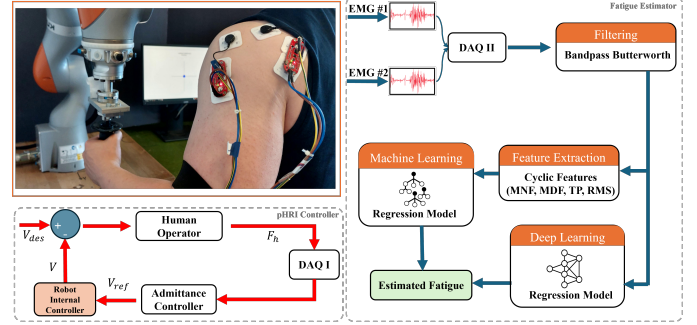 Fatigue Estimator
EMG #1
EMG #2
DAQ II
Filtering
Bandpass Butterworth
Feature Extraction
Cyclic Features
(MNF, MDF, TP, RMS)
Machine Learning
Regression Model
Deep Learning
Regression Model
Estimated Fatigue
pHRI Controller
V_des
+
-
Human
Operator
F_h
DAQ I
Admittance
Controller
V_ref
Robot
Internal
Controller
V